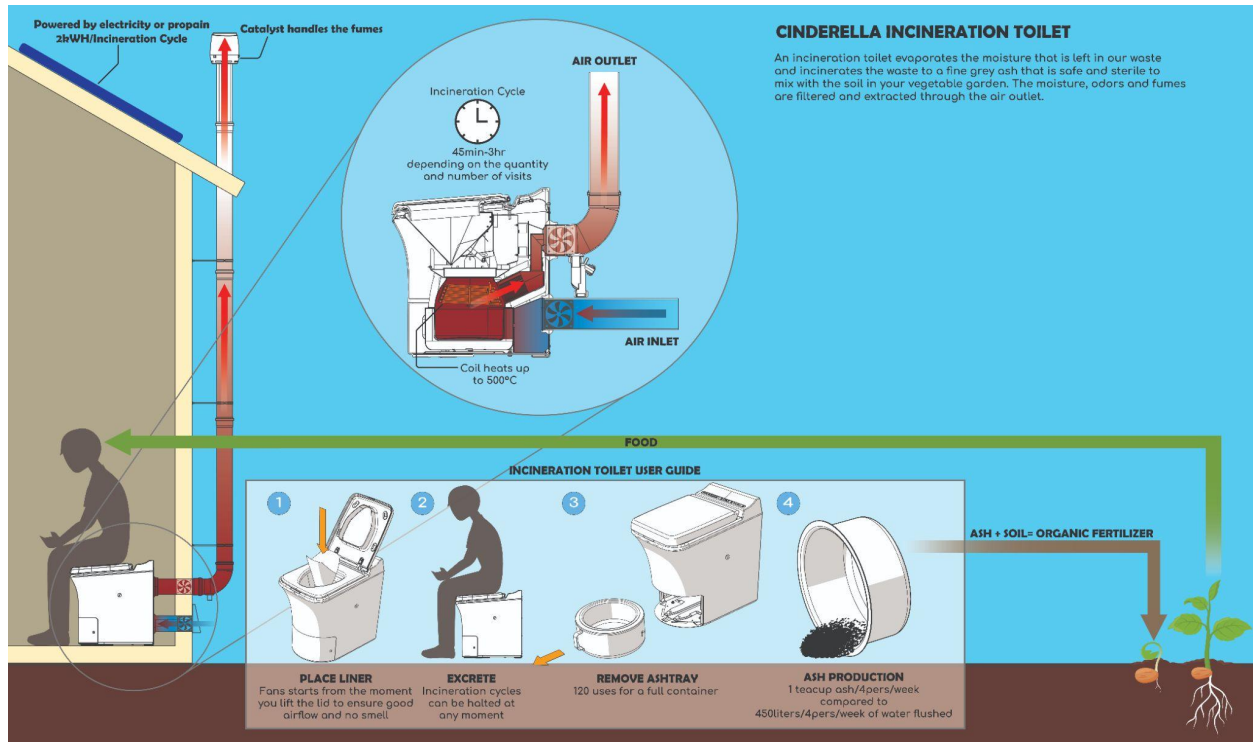 Powered by electricity or propain
2kWH/Incineration Cycle
Catalyst handles the fumes
CINDERELLA INCINERATION TOILET
An incineration toilet evaporates the moisture that is left in our waste
and incinerates the waste to a fine grey ash that is safe and sterile to
mix with the soil in your vegetable garden. The moisture, odors and fumes
are filtered and extracted through the air outlet.
AIR OUTLET
Incineration Cycle
45min-3hr
depending on the quantity
and number of visits
AIR INLET
Coil heats up
to 500°C
FOOD
INCINERATION TOILET USER GUIDE
1
2
3
4
PLACE LINER
Fans starts from the moment
you lift the lid to ensure good
airflow and no smell
EXCRETE
Incineration cycles
can be halted at
any moment
REMOVE ASHTRAY
120 uses for a full container
ASH PRODUCTION
1 teacup ash/4pers/week
compared to
450liters/4pers/week of water flushed
ASH + SOIL= ORGANIC FERTILIZER